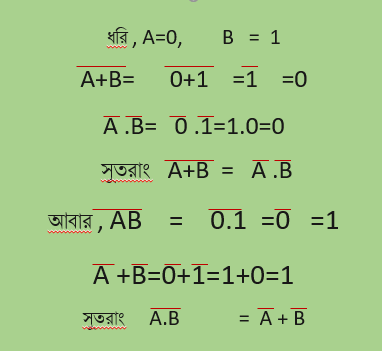 ধরি , A=0, B = 1
A̅+̅B̅= 0̅+̅1̅ =1̅ =0
A̅ .B̅= 0̅ .1̅=1.0=0
সুতরাং A̅+̅B̅ = A̅ .B̅
আবার , A̅B̅ = 0̅.̅1̅ =0̅ =1
A̅ +B̅=0̅+1̅=1+0=1
সুতরাং A̅.̅B̅ = A̅ + B̅